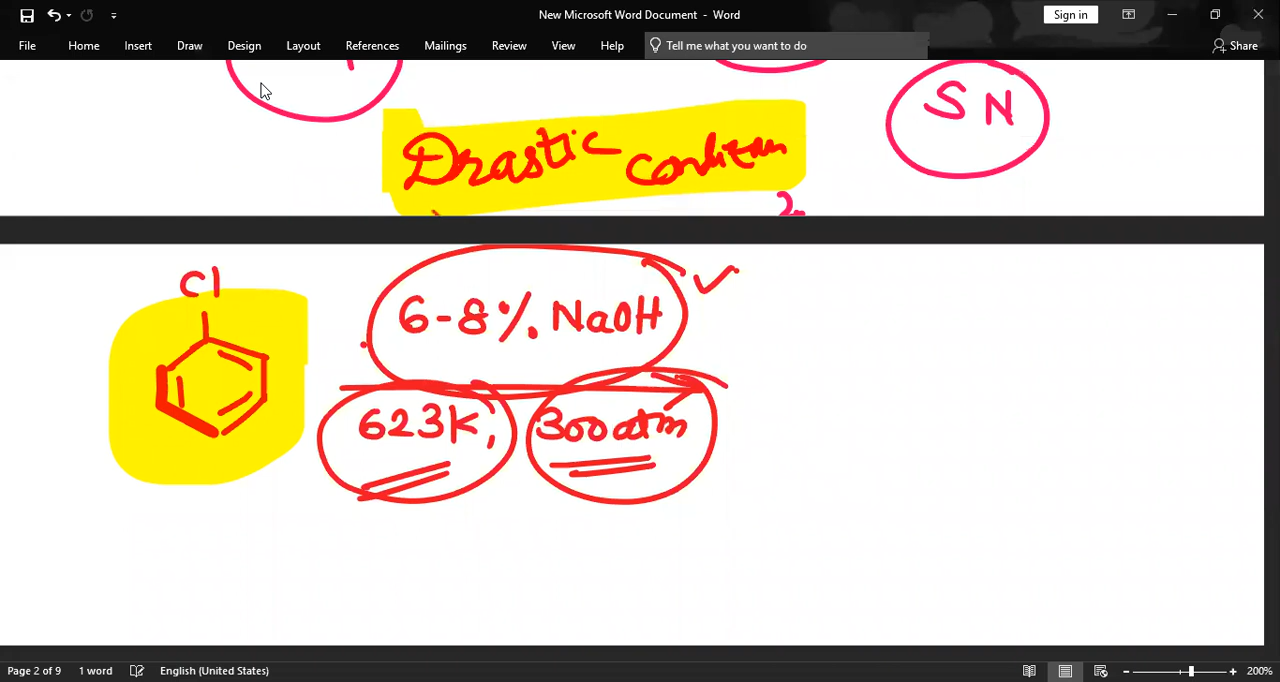 New Microsoft Word Document - Word
Sign in
File Home Insert Draw Design Layout References Mailings Review View Help Tell me what you want to do Share
SN
Drastic condition
Cl
6-8% NaOH
623K, 300atm
Page 2 of 9 1 word English (United States) 200%